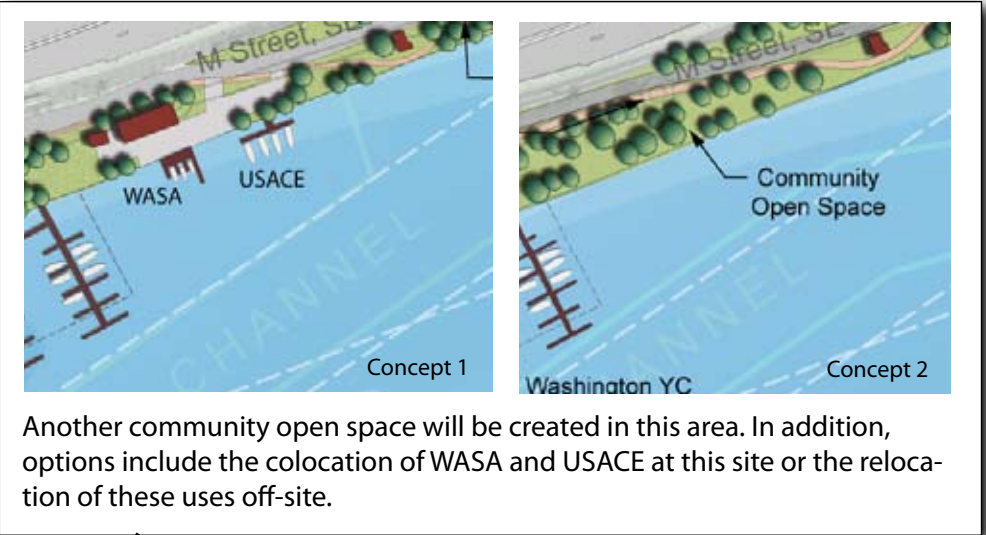 M Street, SE
WASA
USACE
CHANNEL
Concept 1
M Street, SE
Community
Open Space
ANNEL
Washington YC
Concept 2
Another community open space will be created in this area. In addition,
options include the colocation of WASA and USACE at this site or the reloca-
tion of these uses off-site.